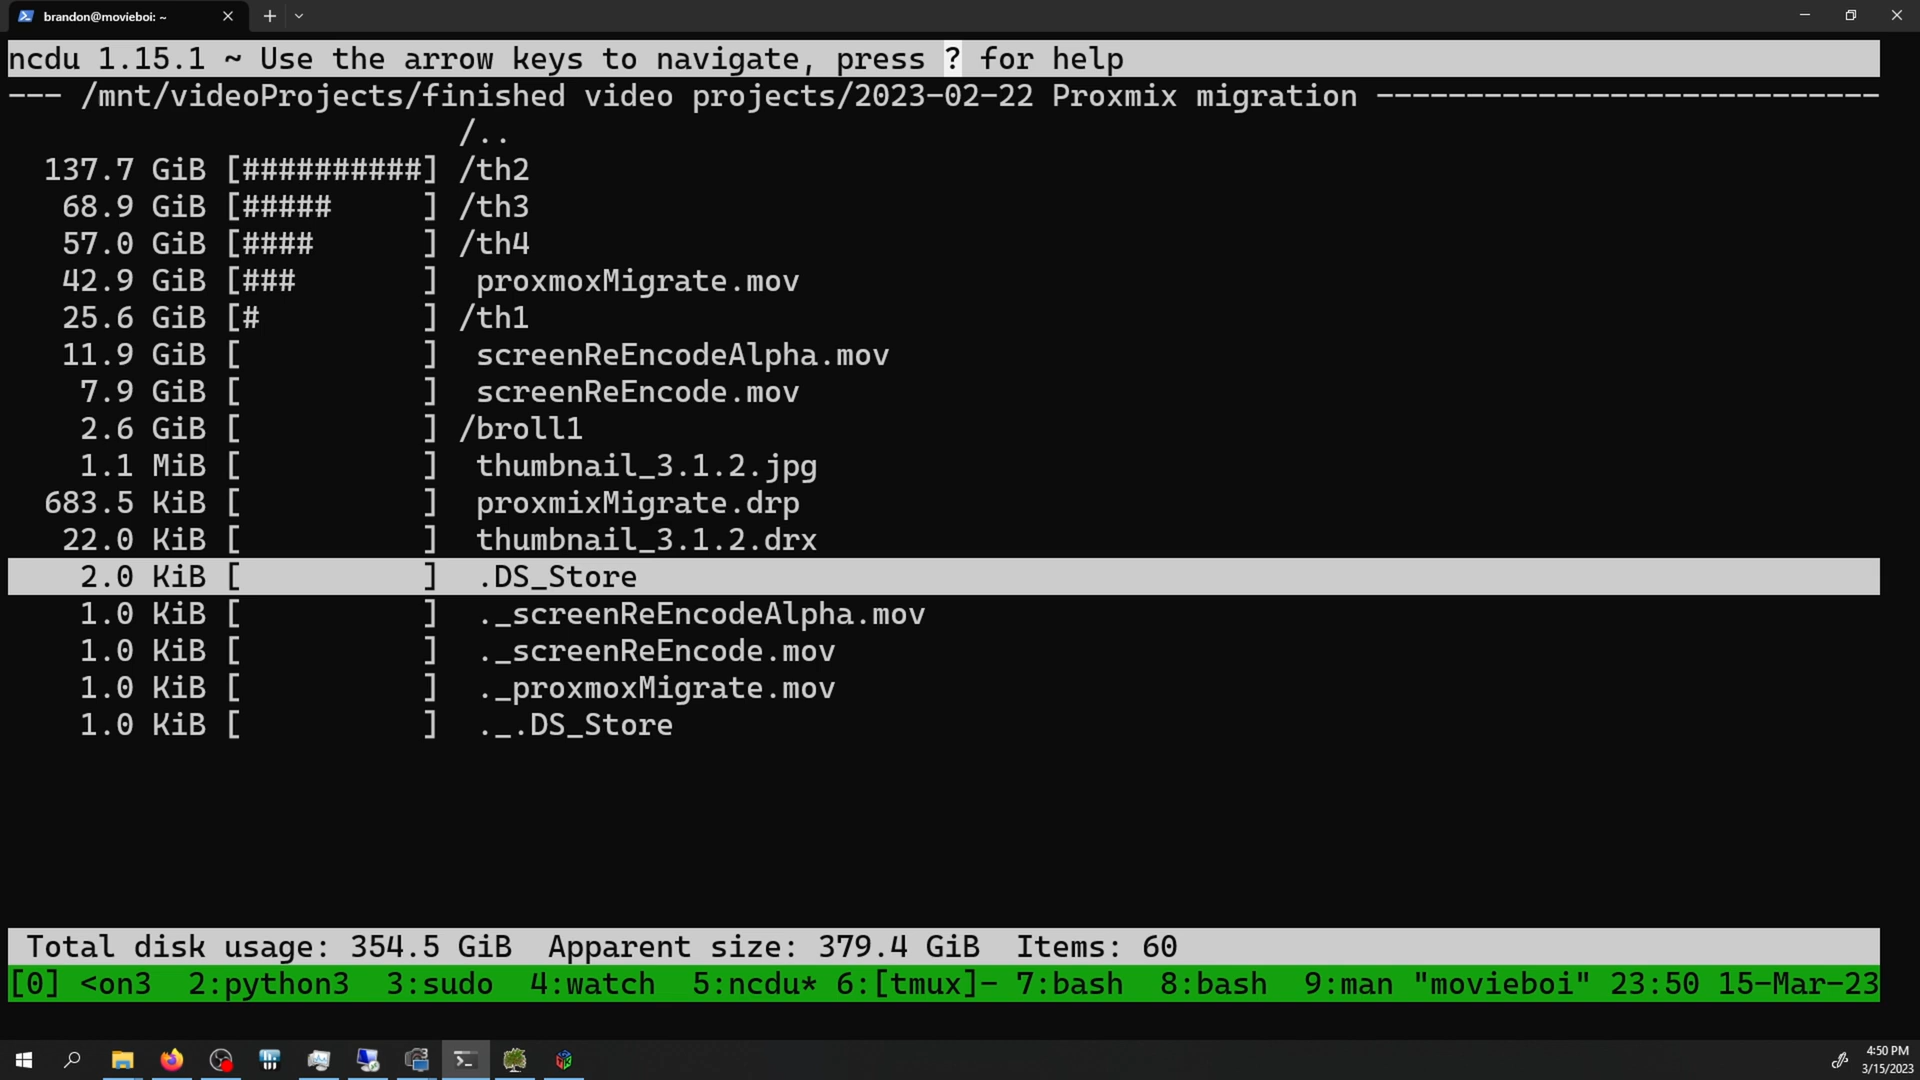 brandon@movieboi: ~
ncdu 1.15.1 ~ Use the arrow keys to navigate, press ? for help
--- /mnt/videoProjects/finished video projects/2023-02-22 Proxmix migration ----------------------------
/..
137.7 GiB [##########] /th2
68.9 GiB [#####     ] /th3
57.0 GiB [####      ] /th4
42.9 GiB [###       ]  proxmoxMigrate.mov
25.6 GiB [#         ] /th1
11.9 GiB [          ]  screenReEncodeAlpha.mov
7.9 GiB [          ]  screenReEncode.mov
2.6 GiB [          ] /broll1
1.1 MiB [          ]  thumbnail_3.1.2.jpg
683.5 KiB [          ]  proxmixMigrate.drp
22.0 KiB [          ]  thumbnail_3.1.2.drx
2.0 KiB [          ]  .DS_Store
1.0 KiB [          ]  ._screenReEncodeAlpha.mov
1.0 KiB [          ]  ._screenReEncode.mov
1.0 KiB [          ]  ._proxmoxMigrate.mov
1.0 KiB [          ]  ._.DS_Store
Total disk usage: 354.5 GiB  Apparent size: 379.4 GiB  Items: 60
[0] <on3  2:python3  3:sudo  4:watch  5:ncdu* 6:[tmux]- 7:bash  8:bash  9:man "movieboi" 23:50 15-Mar-23
4:50 PM
3/15/2023